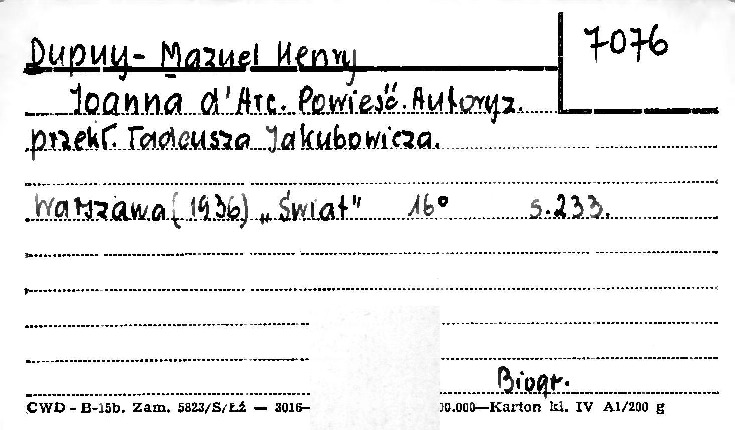 Dupuy-Mazuel Henry
7076
Joanna d'Arc. Powieść. Autoryz.
przekł. Tadeusza Jakubowicza.
Warszawa (1936) „Świat" 16° s.233.
Biogr.
CWD - B-15b. Zam. 5823/S/Łź — 3016— 00.000—Karton kl. IV A1/200 g